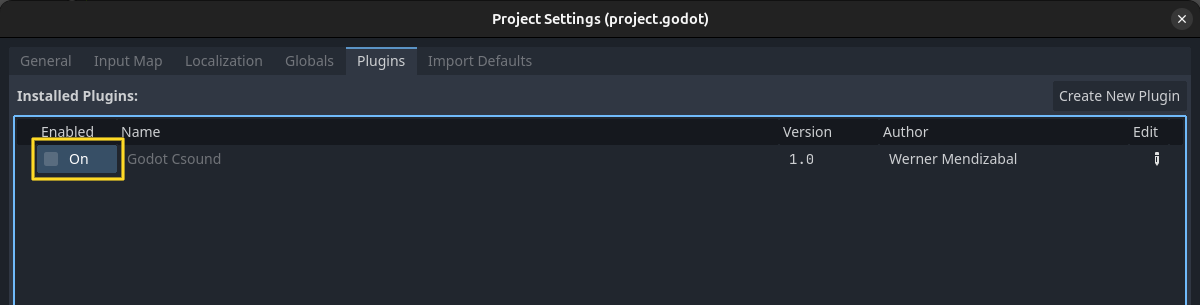 Project Settings (project.godot)
General Input Map Localization Globals Plugins Import Defaults
Installed Plugins: Create New Plugin
Enabled Name Version Author Edit
On Godot Csound 1.0 Werner Mendizabal